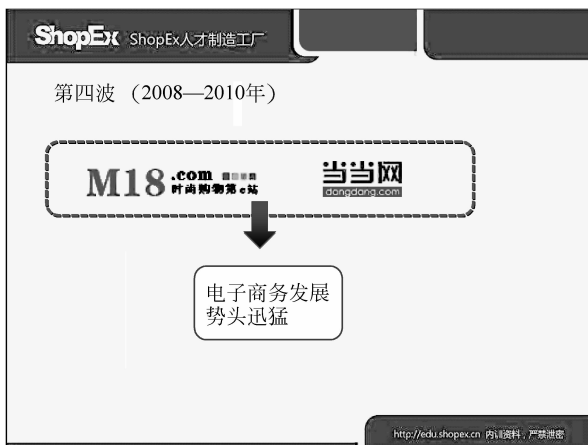 ShopEx ShopEx人才制造工厂
第四波 （2008—2010年）
M18 .com
时尚购物第e站
当当网
dangdang.com
电子商务发展
势头迅猛
http://edu.shopex.cn 内训资料，严禁泄密